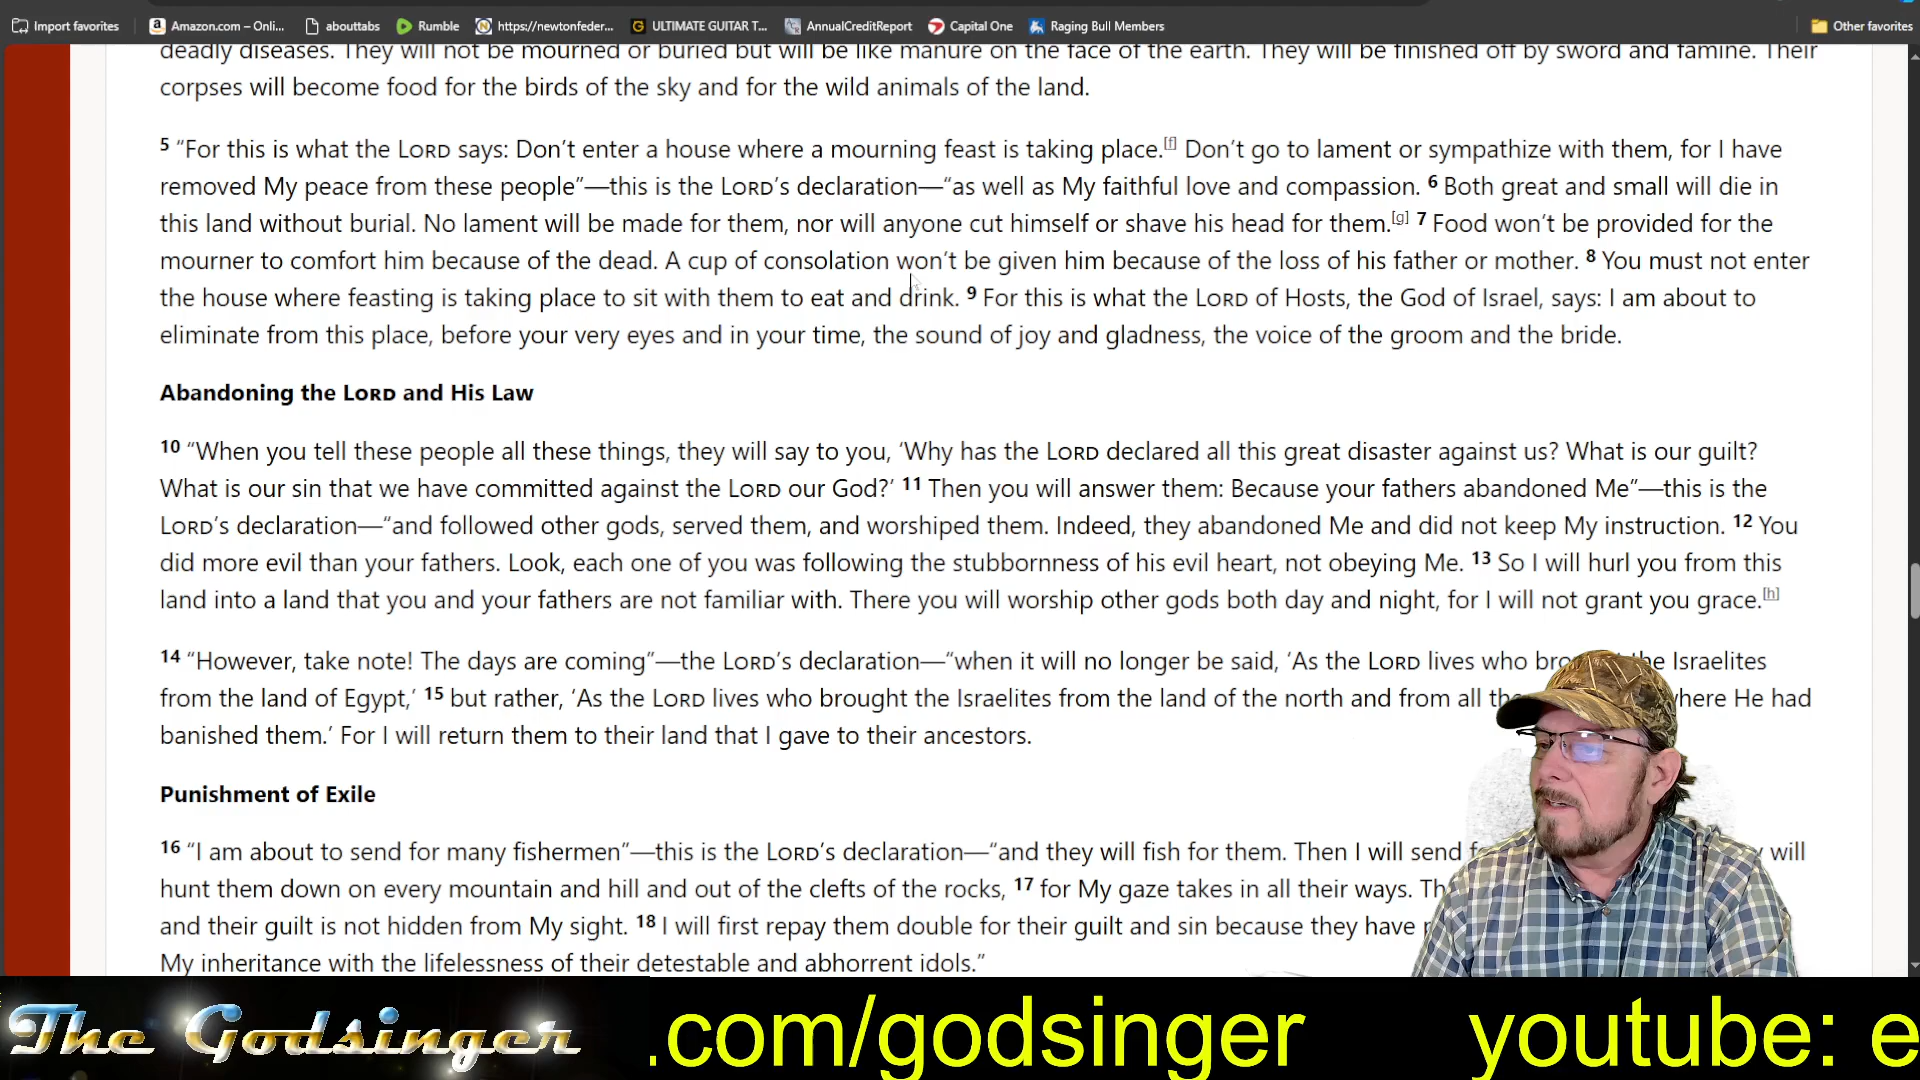 Import favorites Amazon.com – Onli... abouttabs Rumble https://newtonfeder... ULTIMATE GUITAR T... AnnualCreditReport Capital One Raging Bull Members Other favorites
deadly diseases. They will not be mourned or buried but will be like manure on the face of the earth. They will be finished off by sword and famine. Their
corpses will become food for the birds of the sky and for the wild animals of the land.
5 “For this is what the LORD says: Don’t enter a house where a mourning feast is taking place.[f] Don’t go to lament or sympathize with them, for I have
removed My peace from these people”—this is the LORD’s declaration—“as well as My faithful love and compassion. 6 Both great and small will die in
this land without burial. No lament will be made for them, nor will anyone cut himself or shave his head for them.[g] 7 Food won’t be provided for the
mourner to comfort him because of the dead. A cup of consolation won’t be given him because of the loss of his father or mother. 8 You must not enter
the house where feasting is taking place to sit with them to eat and drink. 9 For this is what the LORD of Hosts, the God of Israel, says: I am about to
eliminate from this place, before your very eyes and in your time, the sound of joy and gladness, the voice of the groom and the bride.
Abandoning the LORD and His Law
10 “When you tell these people all these things, they will say to you, ‘Why has the LORD declared all this great disaster against us? What is our guilt?
What is our sin that we have committed against the LORD our God?’ 11 Then you will answer them: Because your fathers abandoned Me”—this is the
LORD’s declaration—“and followed other gods, served them, and worshiped them. Indeed, they abandoned Me and did not keep My instruction. 12 You
did more evil than your fathers. Look, each one of you was following the stubbornness of his evil heart, not obeying Me. 13 So I will hurl you from this
land into a land that you and your fathers are not familiar with. There you will worship other gods both day and night, for I will not grant you grace.[h]
14 “However, take note! The days are coming”—the LORD’s declaration—“when it will no longer be said, ‘As the LORD lives who the Israelites
from the land of Egypt,’ 15 but rather, ‘As the LORD lives who brought the Israelites from the land of the north and from all where He had
banished them.’ For I will return them to their land that I gave to their ancestors.
Punishment of Exile
16 “I am about to send for many fishermen”—this is the LORD’s declaration—“and they will fish for them. Then I will send will
hunt them down on every mountain and hill and out of the clefts of the rocks, 17 for My gaze takes in all their ways.
and their guilt is not hidden from My sight. 18 I will first repay them double for their guilt and sin because they have
My inheritance with the lifelessness of their detestable and abhorrent idols.”
The Godsinger .com/godsinger youtube: e